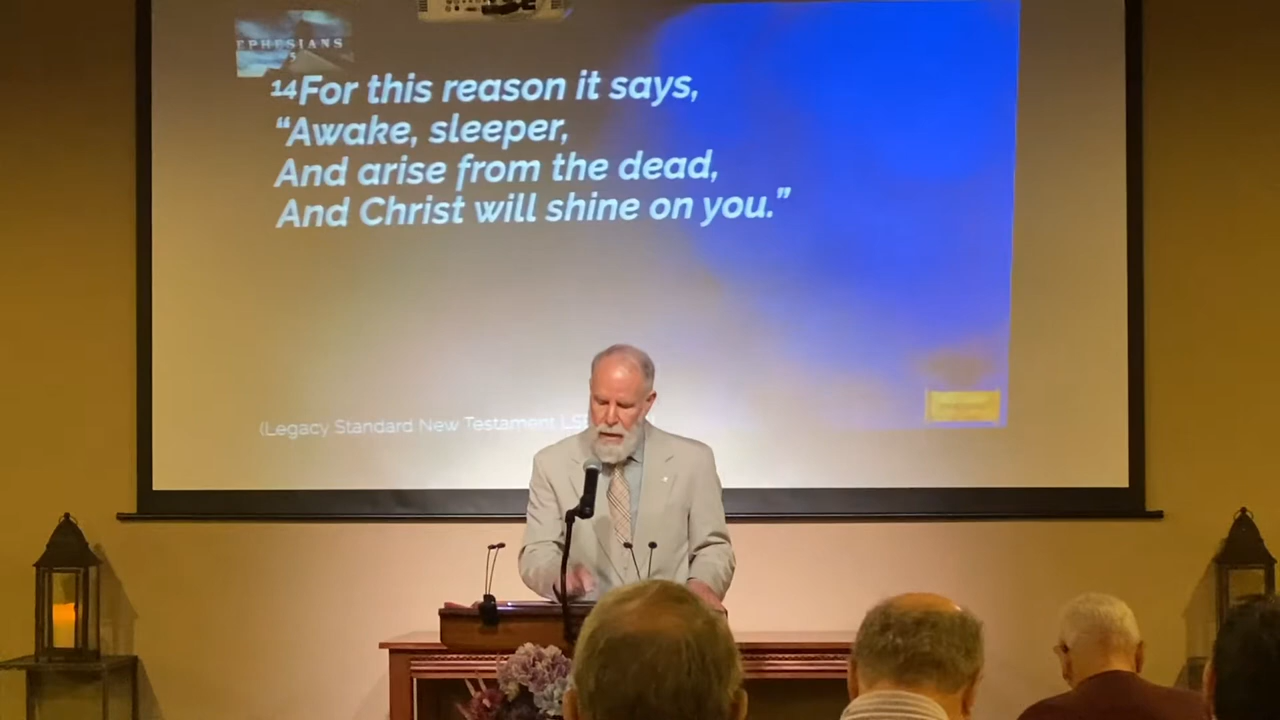 EPHESIANS
5
14For this reason it says,
“Awake, sleeper,
And arise from the dead,
And Christ will shine on you.”
(Legacy Standard New Testament